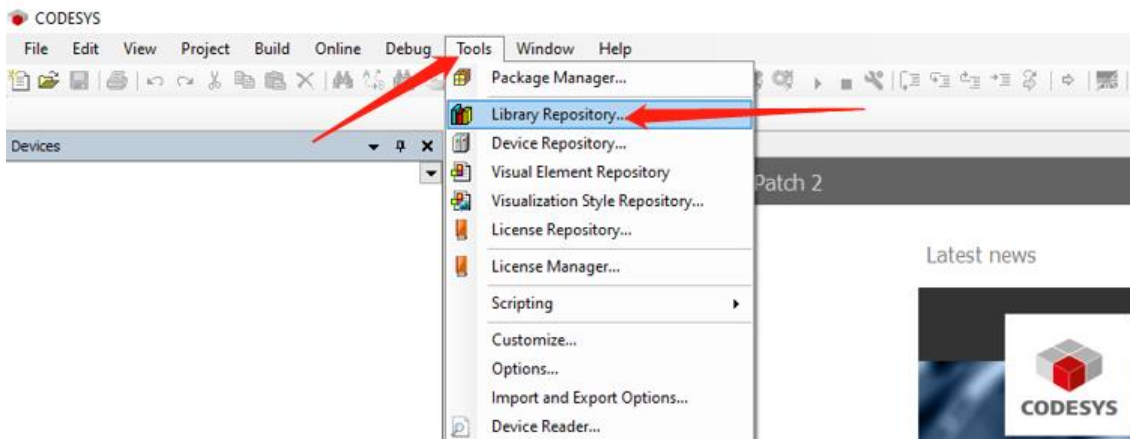 CODESYS
File Edit View Project Build Online Debug Tools Window Help
Package Manager...
Library Repository...
Devices
Device Repository...
Visual Element Repository
Patch 2
Visualization Style Repository...
License Repository...
Latest news
License Manager...
Scripting
Customize...
Options...
Import and Export Options...
CODESYS
Device Reader...